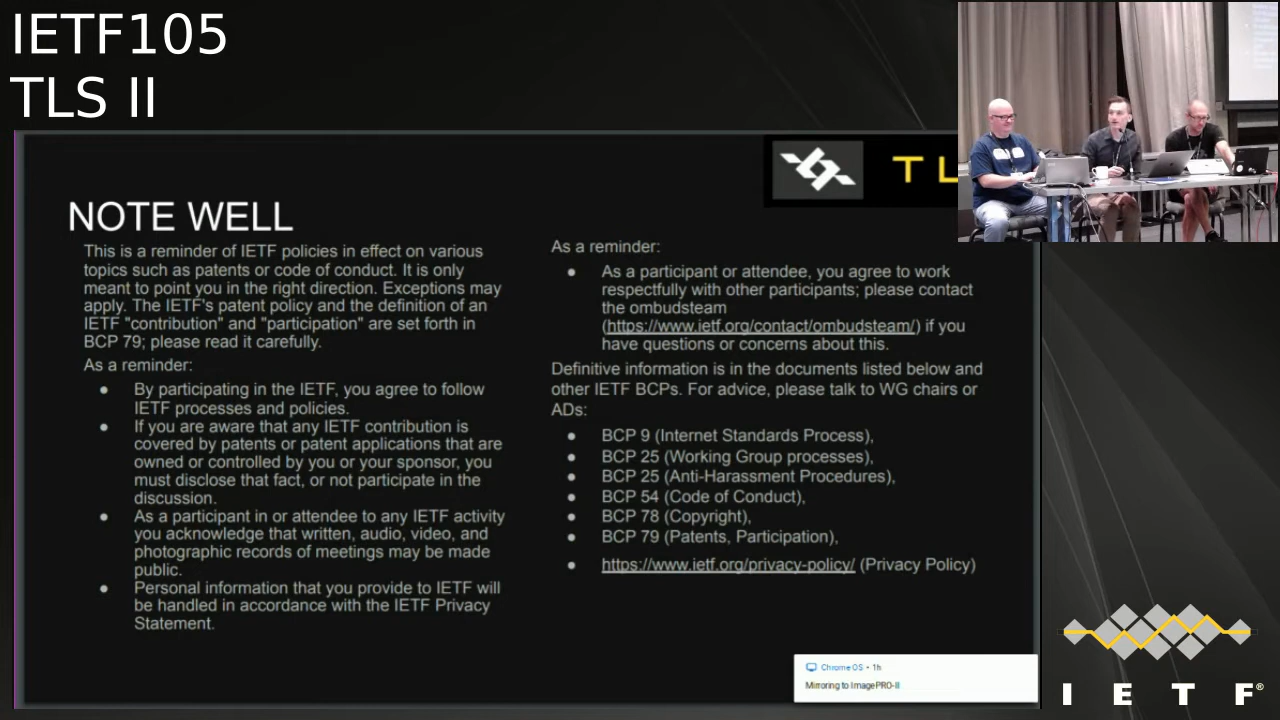 IETF105
TLS II
T L
NOTE WELL
This is a reminder of IETF policies in effect on various
topics such as patents or code of conduct. It is only
meant to point you in the right direction. Exceptions may
apply. The IETF's patent policy and the definition of an
IETF "contribution" and "participation" are set forth in
BCP 79; please read it carefully.
As a reminder:
● By participating in the IETF, you agree to follow
IETF processes and policies.
● If you are aware that any IETF contribution is
covered by patents or patent applications that are
owned or controlled by you or your sponsor, you
must disclose that fact, or not participate in the
discussion.
● As a participant in or attendee to any IETF activity
you acknowledge that written, audio, video, and
photographic records of meetings may be made
public.
● Personal information that you provide to IETF will
be handled in accordance with the IETF Privacy
Statement.
As a reminder:
● As a participant or attendee, you agree to work
respectfully with other participants; please contact
the ombudsteam
(https://www.ietf.org/contact/ombudsteam/) if you
have questions or concerns about this.
Definitive information is in the documents listed below and
other IETF BCPs. For advice, please talk to WG chairs or
ADs:
● BCP 9 (Internet Standards Process),
● BCP 25 (Working Group processes),
● BCP 25 (Anti-Harassment Procedures),
● BCP 54 (Code of Conduct),
● BCP 78 (Copyright),
● BCP 79 (Patents, Participation),
● https://www.ietf.org/privacy-policy/ (Privacy Policy)
Chrome OS • 1h
Mirroring to ImagePRO-II
I E T F®